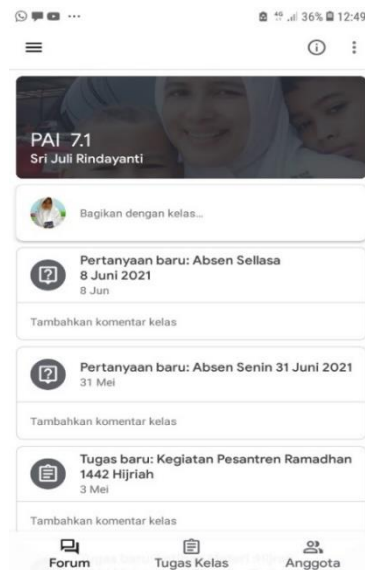 4G 36% 12:49
PAI 7.1
Sri Juli Rindayanti
Bagikan dengan kelas...
Pertanyaan baru: Absen Sellasa
8 Juni 2021
8 Jun
Tambahkan komentar kelas
Pertanyaan baru: Absen Senin 31 Juni 2021
31 Mei
Tambahkan komentar kelas
Tugas baru: Kegiatan Pesantren Ramadhan
1442 Hijriah
3 Mei
Tambahkan komentar kelas
Forum Tugas Kelas Anggota